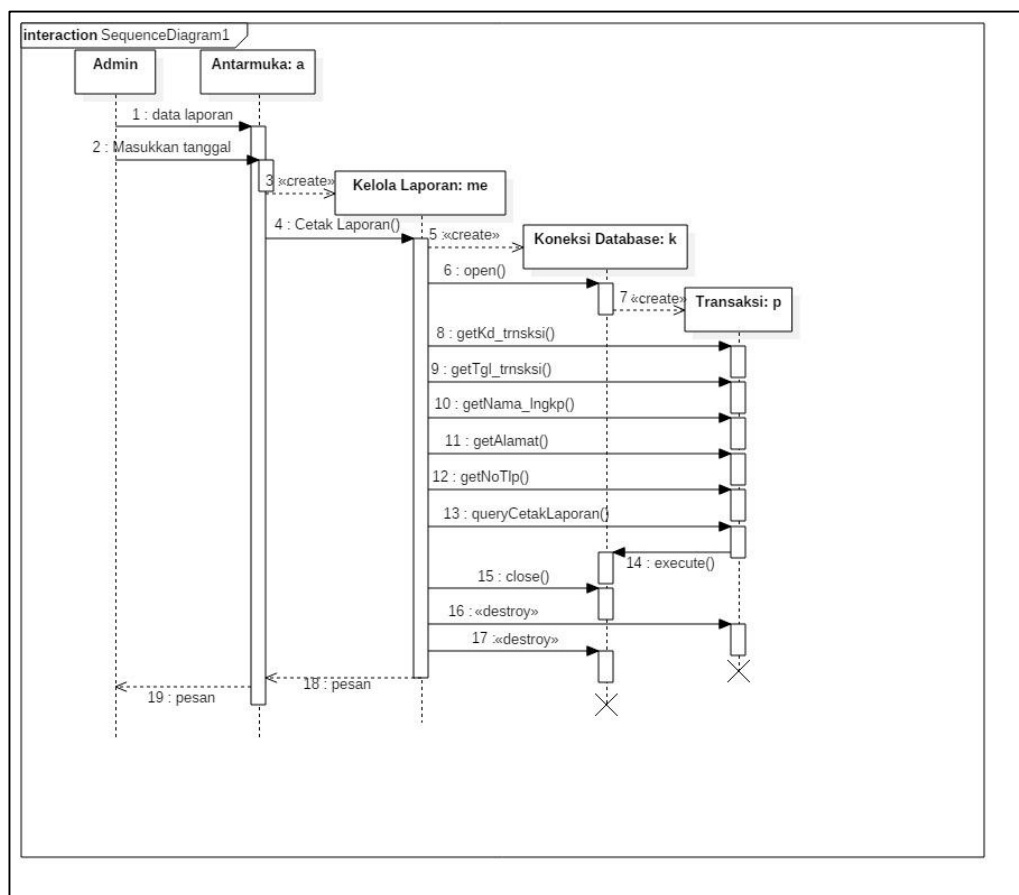 interaction SequenceDiagram1
Admin
Antarmuka: a
1 : data laporan
2 : Masukkan tanggal
3 : «create»
Kelola Laporan: me
4 : Cetak Laporan()
5 : «create»
Koneksi Database: k
6 : open()
7 : «create»
Transaksi: p
8 : getKd_trnsksi()
9 : getTgl_trnsksi()
10 : getNama_lngkp()
11 : getAlamat()
12 : getNoTlp()
13 : queryCetakLaporan()
14 : execute()
15 : close()
16 : «destroy»
17 : «destroy»
18 : pesan
19 : pesan